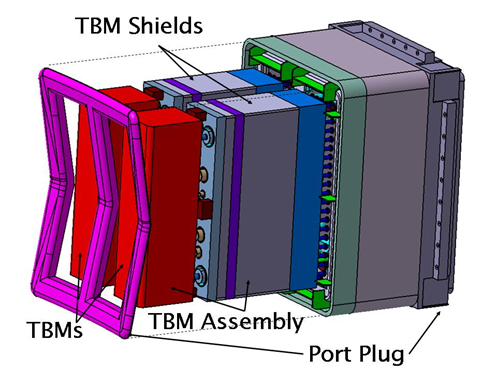 TBM Shields
TBM Assembly
TBMs
Port Plug